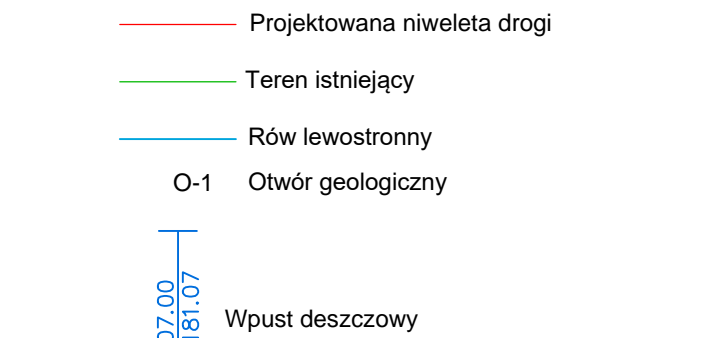 Projektowana niweleta drogi
Teren istniejący
Rów lewostronny
O-1 Otwór geologiczny
Wpust deszczowy